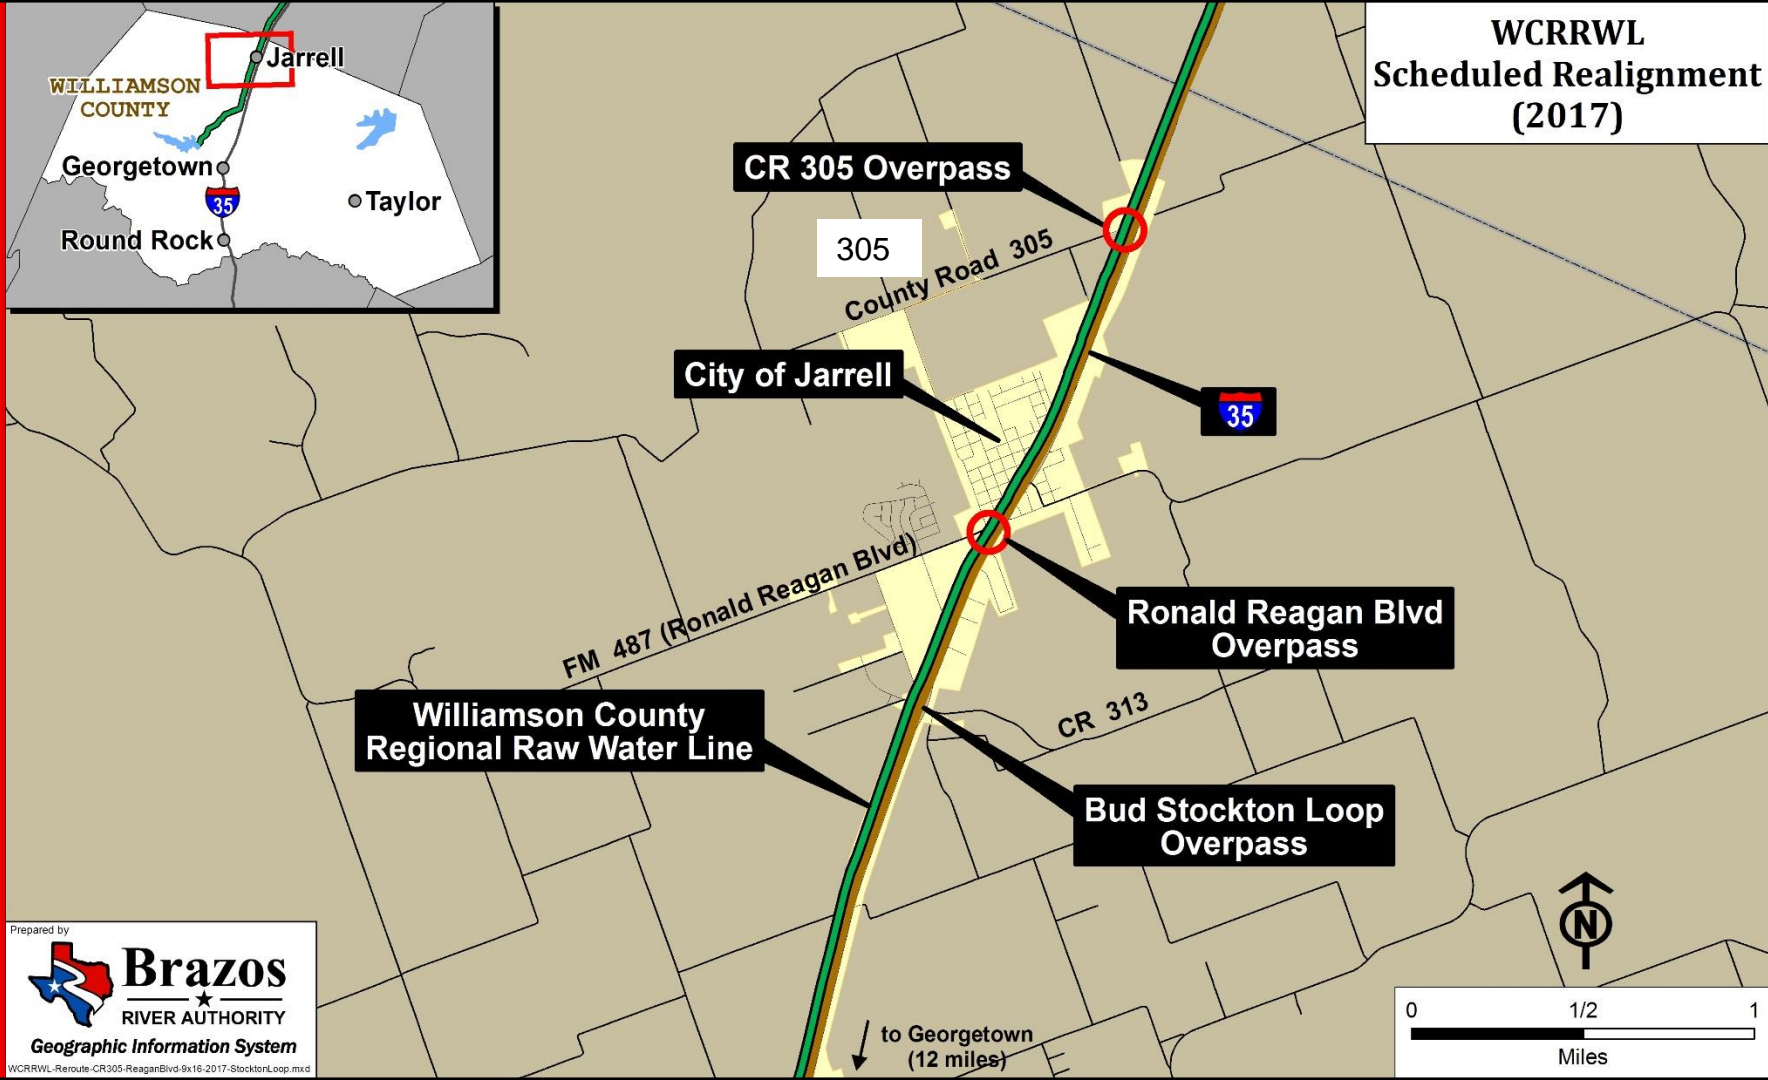 WCRRWL
Scheduled Realignment
(2017)
Jarrell
WILLIAMSON
COUNTY
Georgetown
35
Taylor
Round Rock
CR 305 Overpass
305
County Road 305
City of Jarrell
35
FM 487 (Ronald Reagan Blvd)
Ronald Reagan Blvd
Overpass
Williamson County
Regional Raw Water Line
CR 313
Bud Stockton Loop
Overpass
N
to Georgetown
(12 miles)
0 1/2 1
Miles
Prepared by
Brazos
RIVER AUTHORITY
Geographic Information System
WCRRWL-Reroute-CR305-ReaganBlvd-9x16-2017-StocktonLoop.mxd